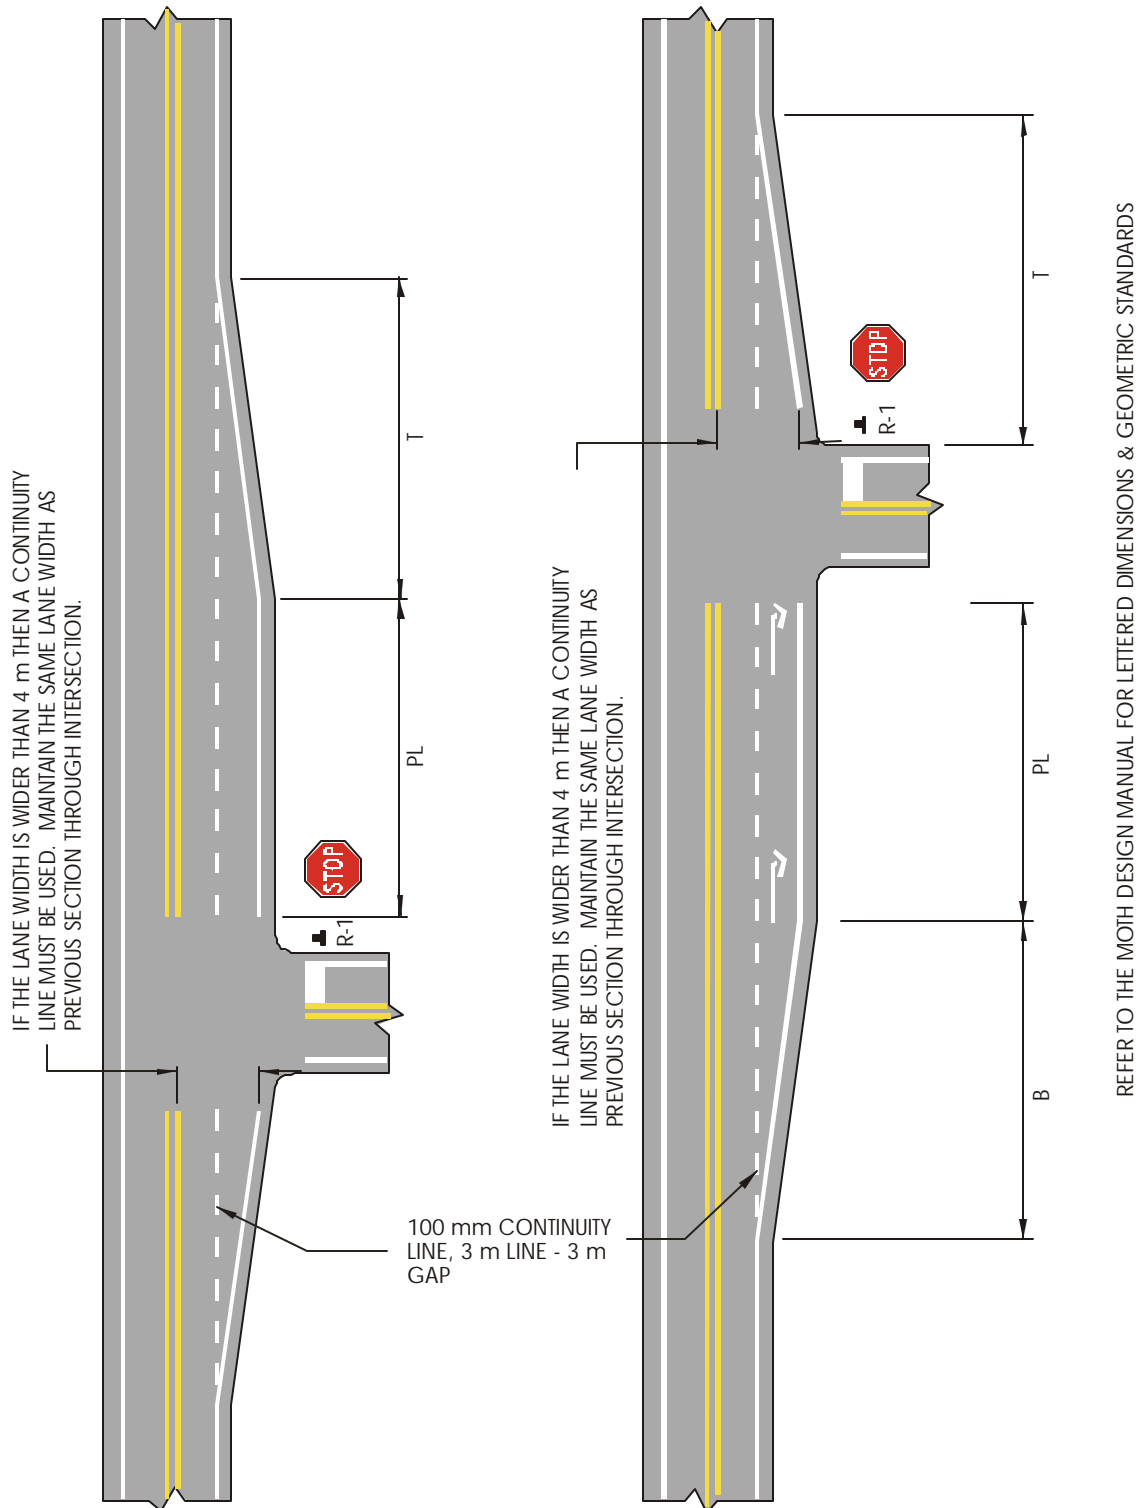 IF THE LANE WIDTH IS WIDER THAN 4 m THEN A CONTINUITY
LINE MUST BE USED. MAINTAIN THE SAME LANE WIDTH AS
PREVIOUS SECTION THROUGH INTERSECTION.
T
PL
STOP
R-1
IF THE LANE WIDTH IS WIDER THAN 4 m THEN A CONTINUITY
LINE MUST BE USED. MAINTAIN THE SAME LANE WIDTH AS
PREVIOUS SECTION THROUGH INTERSECTION.
T
STOP
R-1
PL
B
100 mm CONTINUITY
LINE, 3 m LINE - 3 m
GAP
REFER TO THE MOTH DESIGN MANUAL FOR LETTERED DIMENSIONS & GEOMETRIC STANDARDS